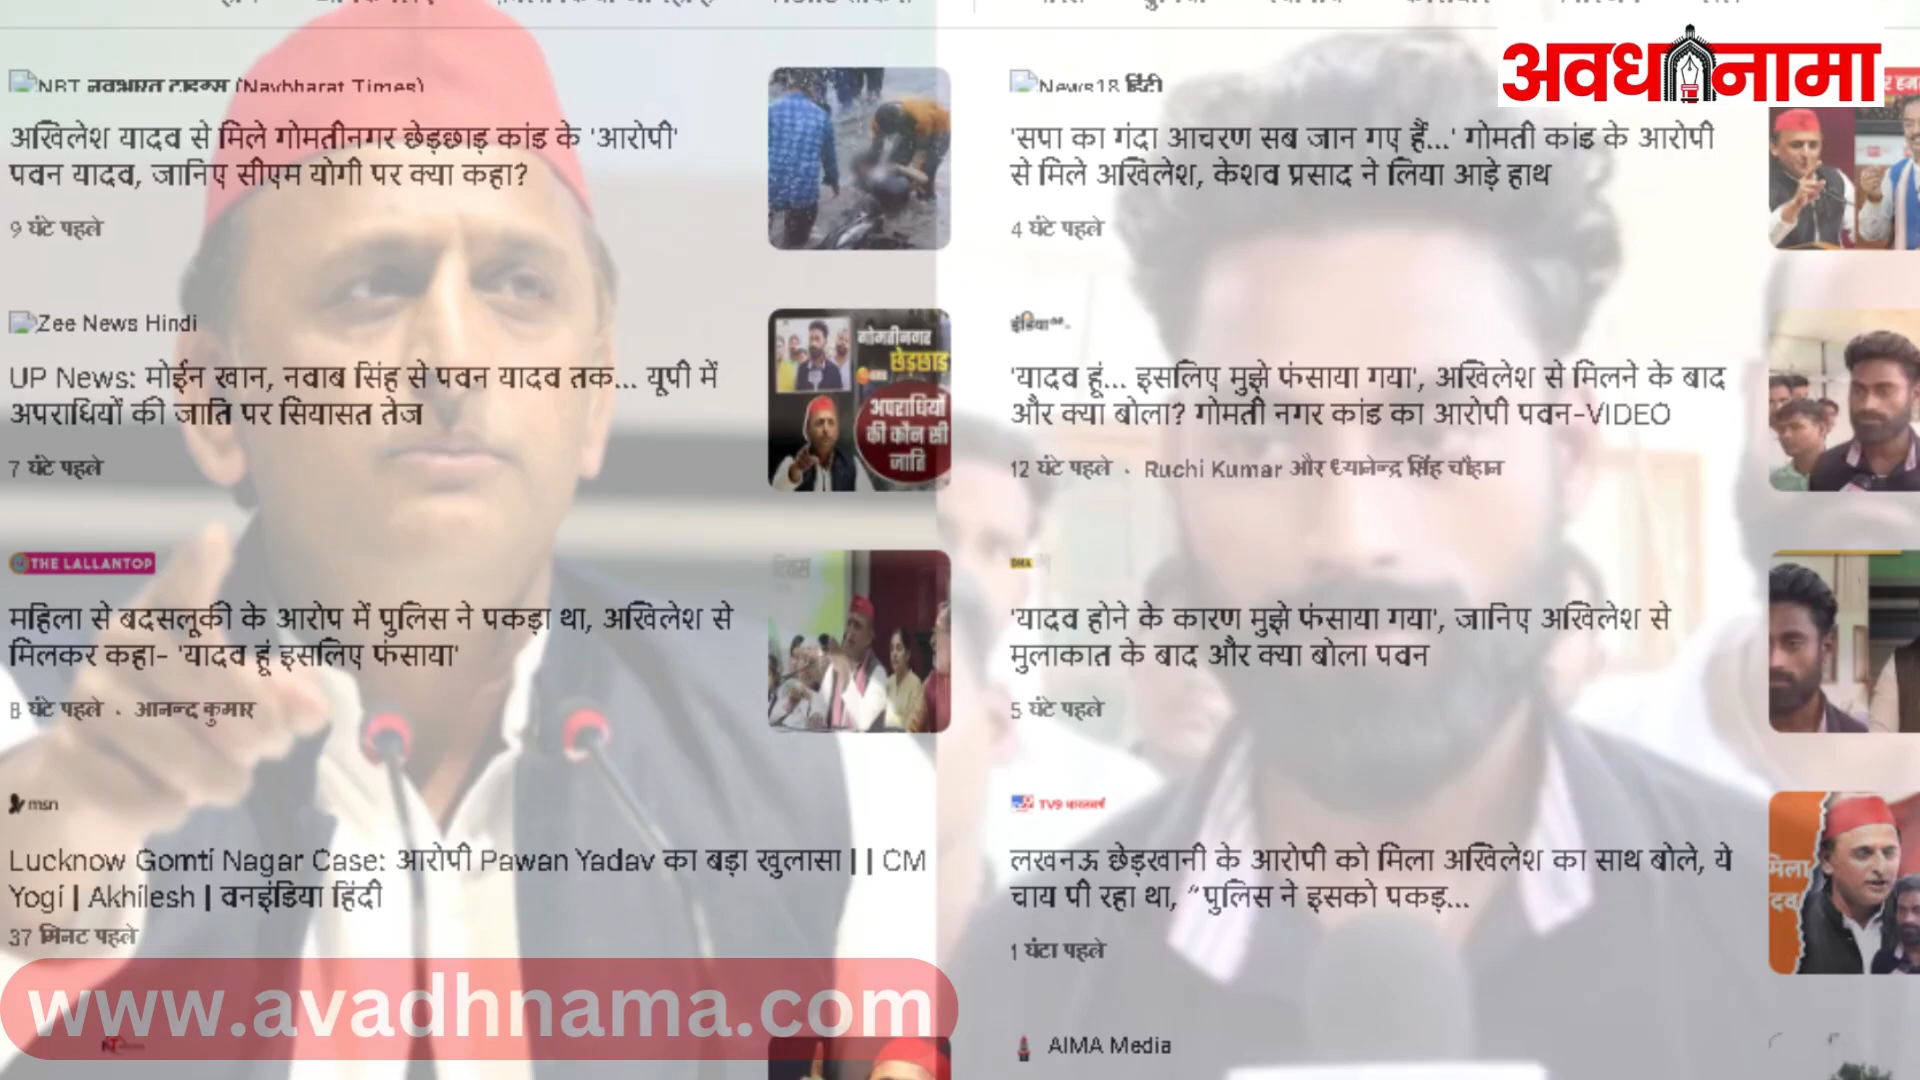 अवधनामा
NBT नवभारत टाइम्स (Navbharat Times)
अखिलेश यादव से मिले गोमतीनगर छेड़छाड़ कांड के 'आरोपी'
पवन यादव, जानिए सीएम योगी पर क्या कहा?
9 घंटे पहले
News18 हिंदी
'सपा का गंदा आचरण सब जान गए हैं...' गोमती कांड के आरोपी
से मिले अखिलेश, केशव प्रसाद ने लिया आड़े हाथ
4 घंटे पहले
Zee News Hindi
UP News: मोईन खान, नवाब सिंह से पवन यादव तक... यूपी में
अपराधियों की जाति पर सियासत तेज
7 घंटे पहले
गोमतीनगर
छेड़छाड़
अपराधियों
की कौन सी
जाति
इंडिया
'यादव हूं... इसलिए मुझे फंसाया गया', अखिलेश से मिलने के बाद
और क्या बोला? गोमती नगर कांड का आरोपी पवन-VIDEO
12 घंटे पहले · Ruchi Kumar और ध्यानेन्द्र सिंह चौहान
THE LALLANTOP
महिला से बदसलूकी के आरोप में पुलिस ने पकड़ा था, अखिलेश से
मिलकर कहा- 'यादव हूं इसलिए फंसाया'
8 घंटे पहले · आनन्द कुमार
DNA
'यादव होने के कारण मुझे फंसाया गया', जानिए अखिलेश से
मुलाकात के बाद और क्या बोला पवन
5 घंटे पहले
msn
Lucknow Gomti Nagar Case: आरोपी Pawan Yadav का बड़ा खुलासा || CM
Yogi | Akhilesh | वनइंडिया हिंदी
37 मिनट पहले
TV9 भारतवर्ष
लखनऊ छेड़खानी के आरोपी को मिला अखिलेश का साथ बोले, ये
चाय पी रहा था, “पुलिस ने इसको पकड़...
1 घंटा पहले
मिला
www.avadhnama.com
AIMA Media